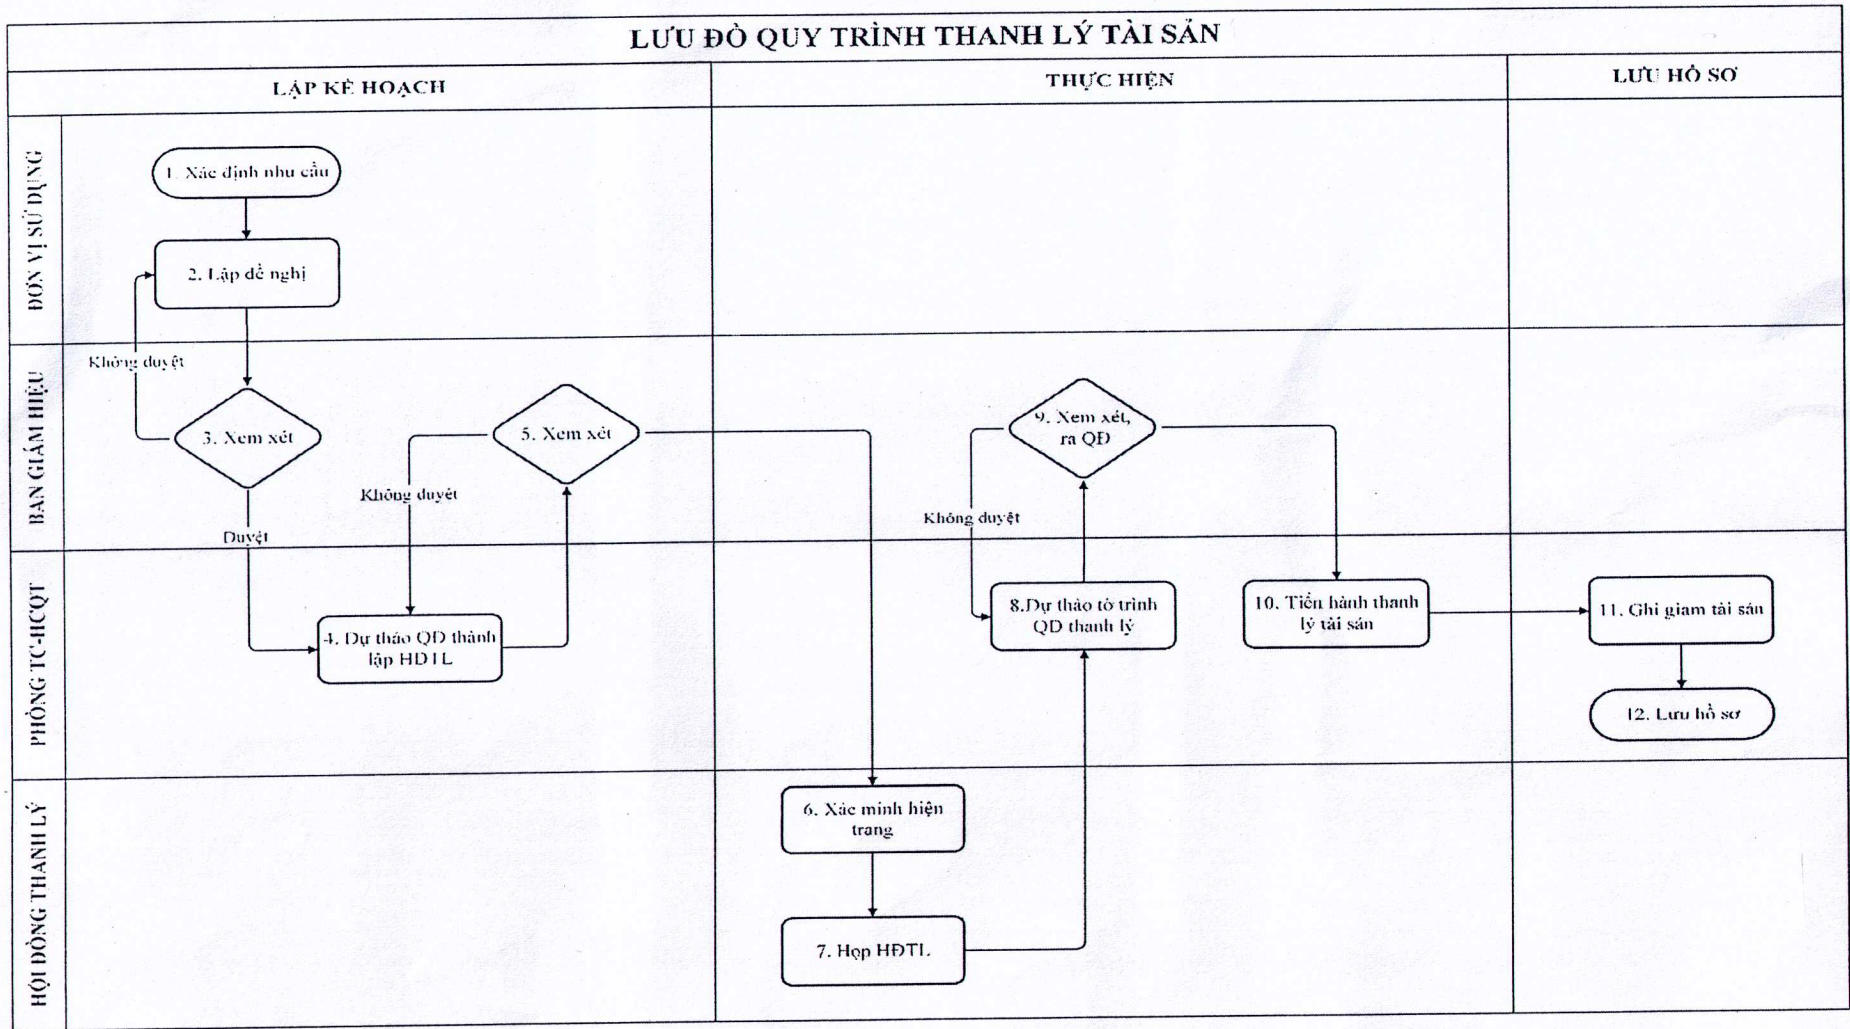 LƯU ĐỒ QUY TRÌNH THANH LÝ TÀI SẢN
LẬP KẾ HOẠCH
THỰC HIỆN
LƯU HỒ SƠ
ĐƠN VỊ SỬ DỤNG
1. Xác định nhu cầu
2. Lập đề nghị
Không duyệt
BAN GIÁM HIỆU
3. Xem xét
5. Xem xét
9. Xem xét,
ra QĐ
Không duyệt
Không duyệt
Duyệt
PHÒNG TC-HCQT
4. Dự thảo QĐ thành
lập HĐTL
8.Dự thảo tờ trình
QĐ thanh lý
10. Tiến hành thanh
lý tài sản
11. Ghi giảm tài sản
12. Lưu hồ sơ
HỘI ĐỒNG THANH LÝ
6. Xác minh hiện
trạng
7. Họp HĐTL